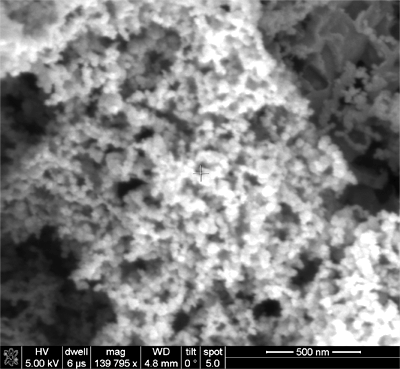 HV dwell mag WD tilt spot
5.00 kV 6 µs 139 795 x 4.8 mm 0° 5.0 500 nm